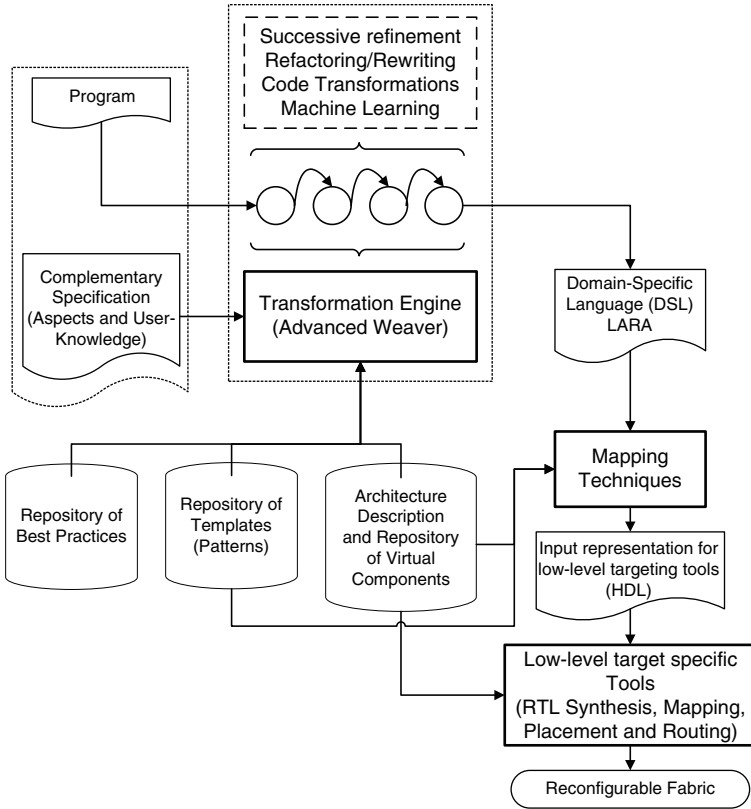 Successive refinement
Refactoring/Rewriting
Code Transformations
Machine Learning
Program
Complementary
Specification
(Aspects and User-
Knowledge)
Transformation Engine
(Advanced Weaver)
Domain-Specific
Language (DSL)
LARA
Repository of
Best Practices
Repository of
Templates
(Patterns)
Architecture
Description
and Repository
of Virtual
Components
Mapping
Techniques
Input representation for
low-level targeting tools
(HDL)
Low-level target specific
Tools
(RTL Synthesis, Mapping,
Placement and Routing)
Reconfigurable Fabric